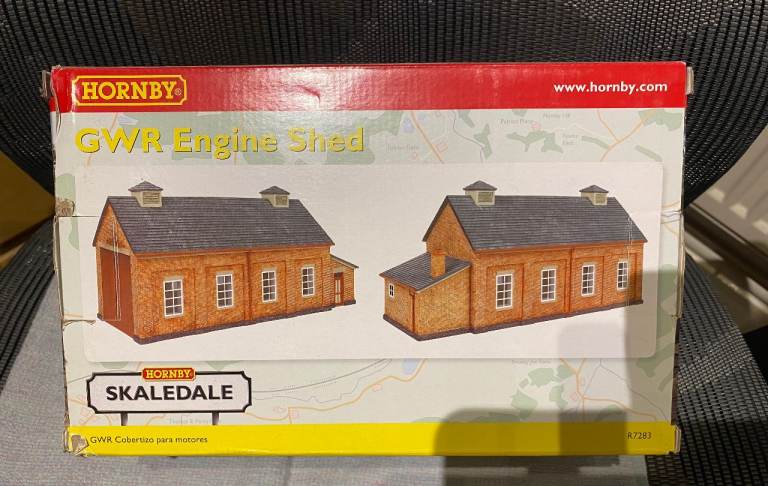 HORNBY®
www.hornby.com
GWR Engine Shed
HORNBY
SKALEDALE
GWR Cobertizo para motores
R7283